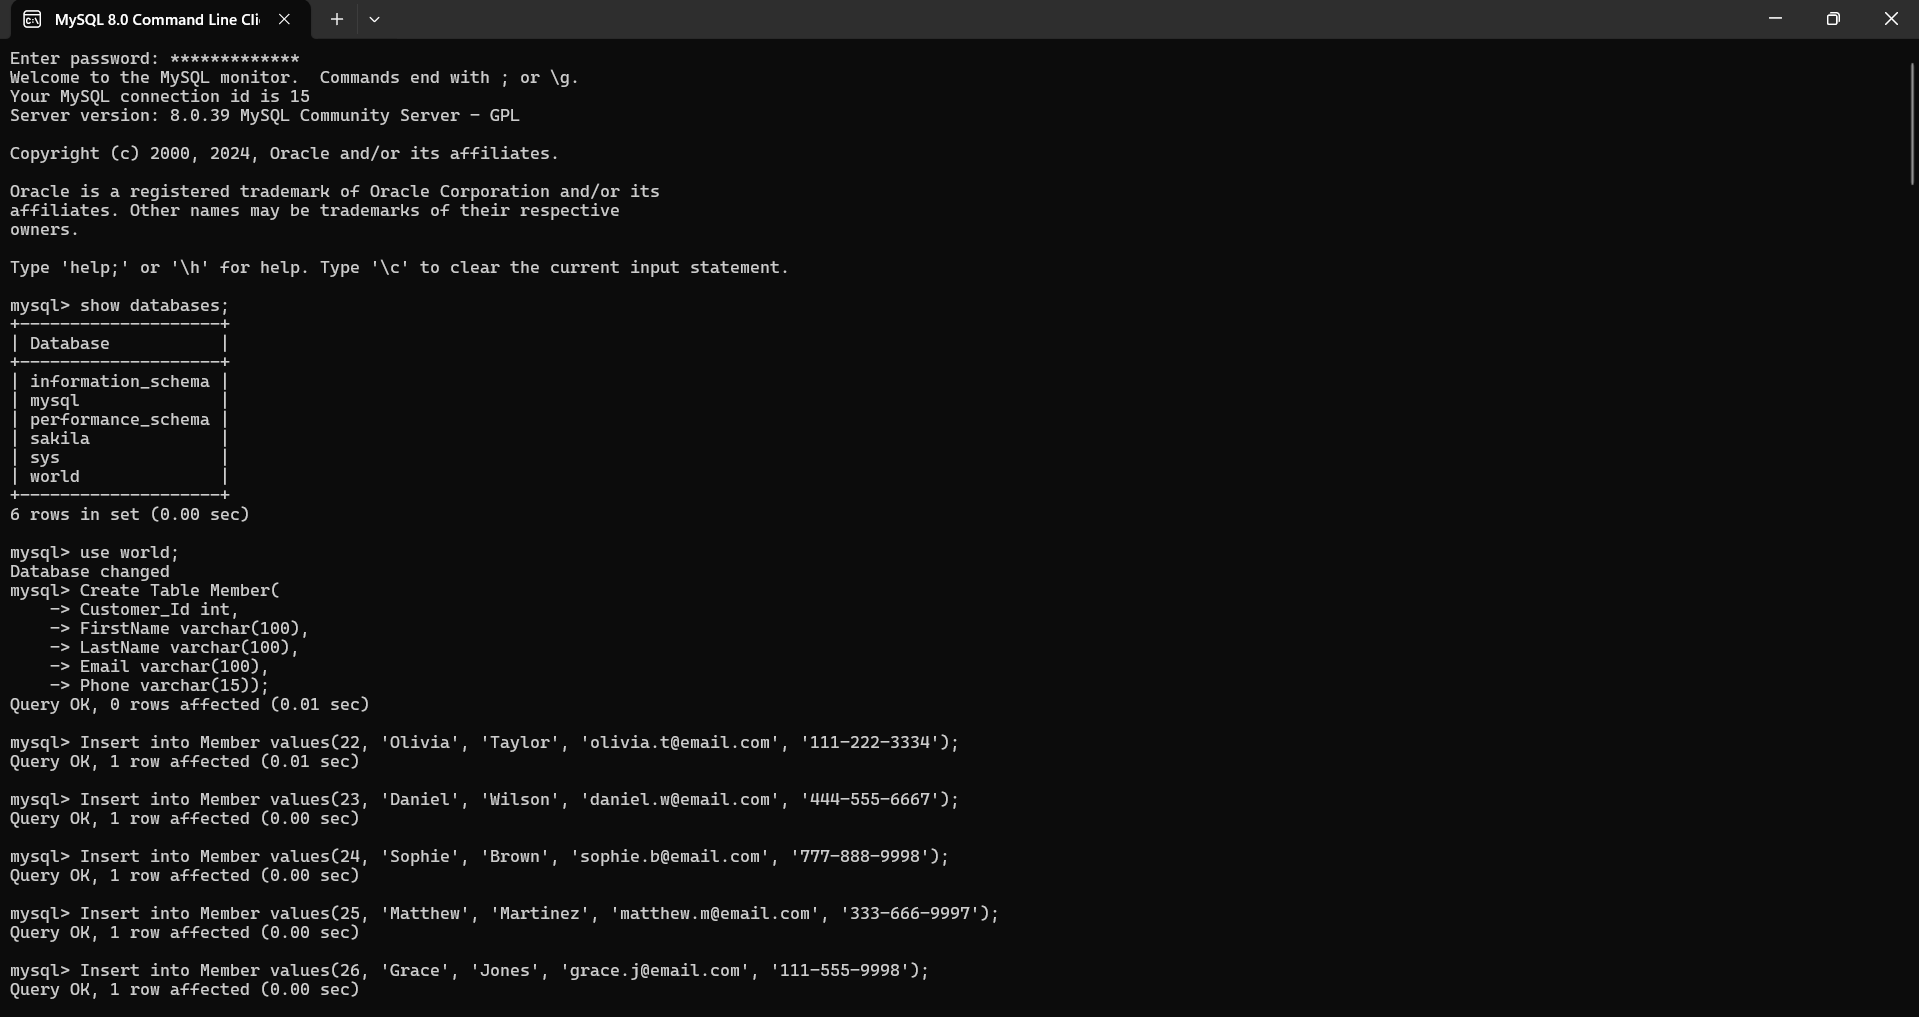 MySQL 8.0 Command Line Cli
Enter password: *************
Welcome to the MySQL monitor.  Commands end with ; or \g.
Your MySQL connection id is 15
Server version: 8.0.39 MySQL Community Server - GPL
Copyright (c) 2000, 2024, Oracle and/or its affiliates.
Oracle is a registered trademark of Oracle Corporation and/or its
affiliates. Other names may be trademarks of their respective
owners.
Type 'help;' or '\h' for help. Type '\c' to clear the current input statement.
mysql> show databases;
+--------------------+
| Database           |
+--------------------+
| information_schema |
| mysql              |
| performance_schema |
| sakila             |
| sys                |
| world              |
+--------------------+
6 rows in set (0.00 sec)
mysql> use world;
Database changed
mysql> Create Table Member(
    -> Customer_Id int,
    -> FirstName varchar(100),
    -> LastName varchar(100),
    -> Email varchar(100),
    -> Phone varchar(15));
Query OK, 0 rows affected (0.01 sec)
mysql> Insert into Member values(22, 'Olivia', 'Taylor', 'olivia.t@email.com', '111-222-3334');
Query OK, 1 row affected (0.01 sec)
mysql> Insert into Member values(23, 'Daniel', 'Wilson', 'daniel.w@email.com', '444-555-6667');
Query OK, 1 row affected (0.00 sec)
mysql> Insert into Member values(24, 'Sophie', 'Brown', 'sophie.b@email.com', '777-888-9998');
Query OK, 1 row affected (0.00 sec)
mysql> Insert into Member values(25, 'Matthew', 'Martinez', 'matthew.m@email.com', '333-666-9997');
Query OK, 1 row affected (0.00 sec)
mysql> Insert into Member values(26, 'Grace', 'Jones', 'grace.j@email.com', '111-555-9998');
Query OK, 1 row affected (0.00 sec)